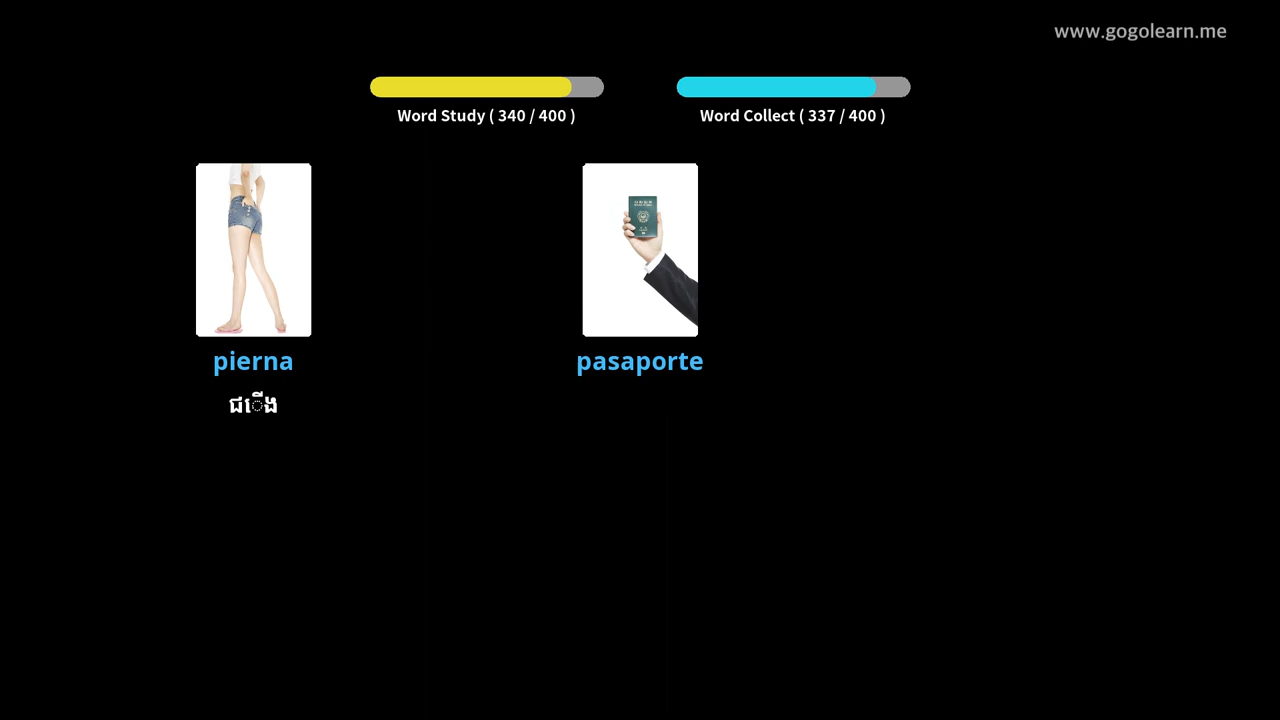 www.gogolearn.me
Word Study ( 340 / 400 )
Word Collect ( 337 / 400 )
pierna
pasaporte
ជើង